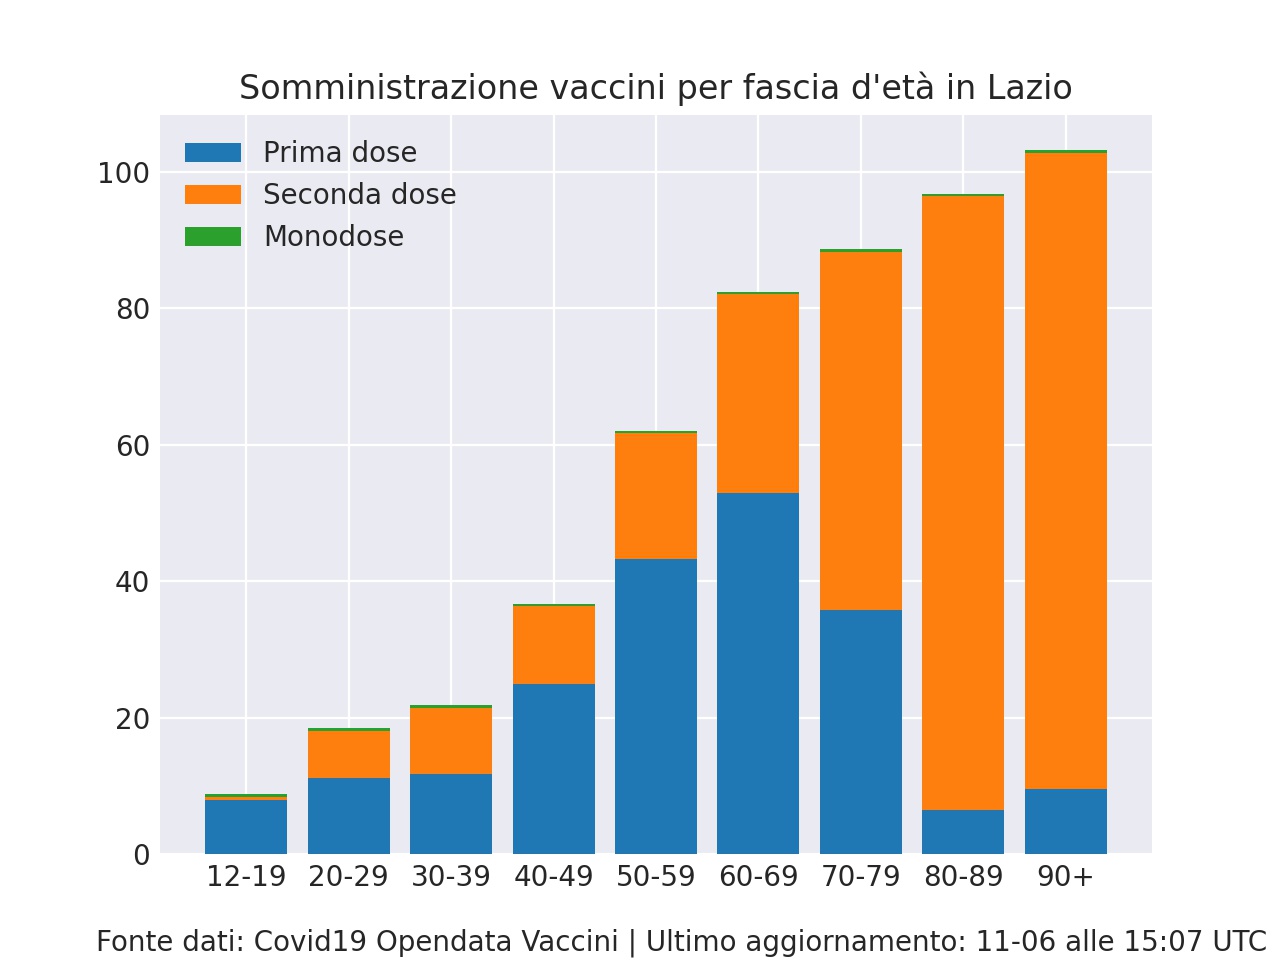 Somministrazione vaccini per fascia d'età in Lazio
Prima dose
Seconda dose
Monodose
100
80
60
40
20
0
12-19 20-29 30-39 40-49 50-59 60-69 70-79 80-89 90+
Fonte dati: Covid19 Opendata Vaccini | Ultimo aggiornamento: 11-06 alle 15:07 UTC